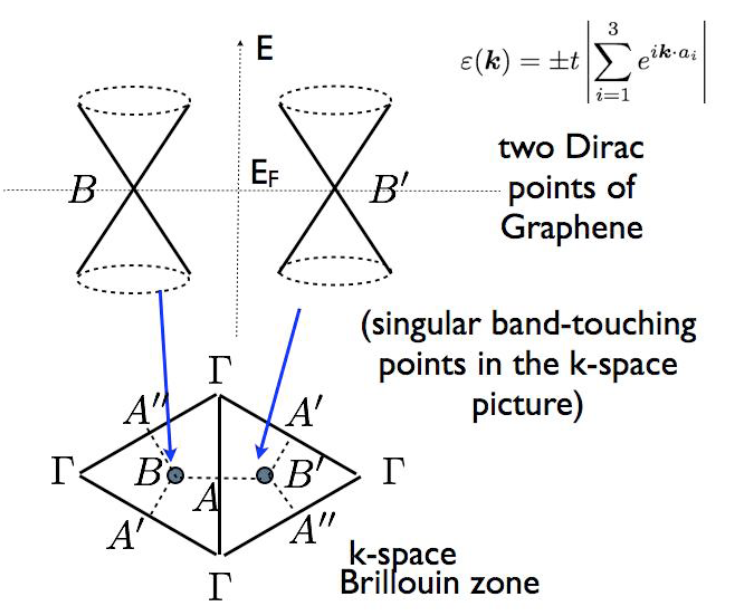 E
ε(k) = ±t |∑_{i=1}^{3} e^{ik·a_i}|
two Dirac
B E_F B′ points of
Graphene
(singular band-touching
points in the k-space
picture)
Γ
A″ A′
Γ B B′ Γ
A
A′ A″
k-space
Γ Brillouin zone